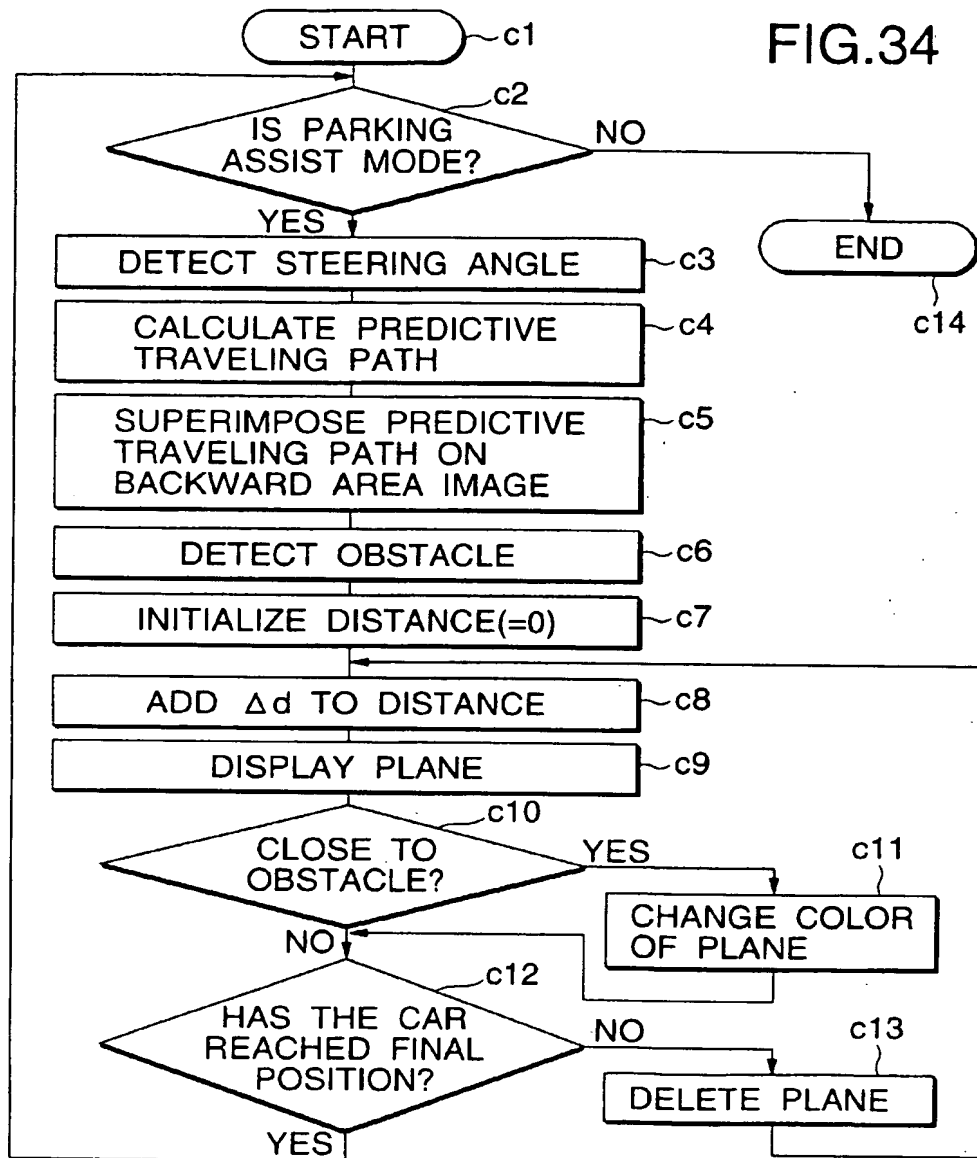 START
c1
FIG.34
c2
IS PARKING
ASSIST MODE?
NO
YES
END
c14
DETECT STEERING ANGLE
c3
CALCULATE PREDICTIVE
TRAVELING PATH
c4
SUPERIMPOSE PREDICTIVE
TRAVELING PATH ON
BACKWARD AREA IMAGE
c5
DETECT OBSTACLE
c6
INITIALIZE DISTANCE(=0)
c7
ADD Δd TO DISTANCE
c8
DISPLAY PLANE
c9
c10
CLOSE TO
OBSTACLE?
YES
c11
CHANGE COLOR
OF PLANE
NO
c12
HAS THE CAR
REACHED FINAL
POSITION?
NO
c13
DELETE PLANE
YES